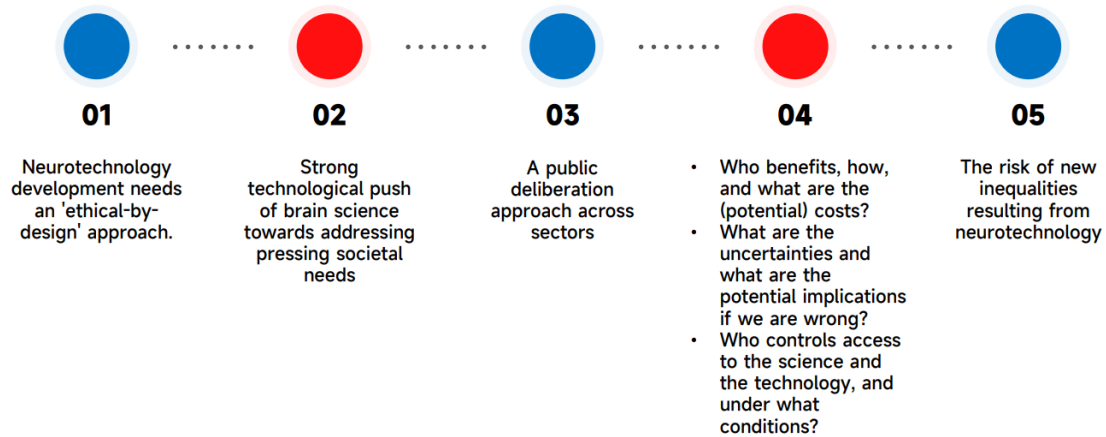 01
Neurotechnology
development needs
an 'ethical-by-
design' approach.
02
Strong
technological push
of brain science
towards addressing
pressing societal
needs
03
A public
deliberation
approach across
sectors
04
• Who benefits, how,
and what are the
(potential) costs?
• What are the
uncertainties and
what are the
potential implications
if we are wrong?
• Who controls access
to the science and
the technology, and
under what
conditions?
05
The risk of new
inequalities
resulting from
neurotechnology